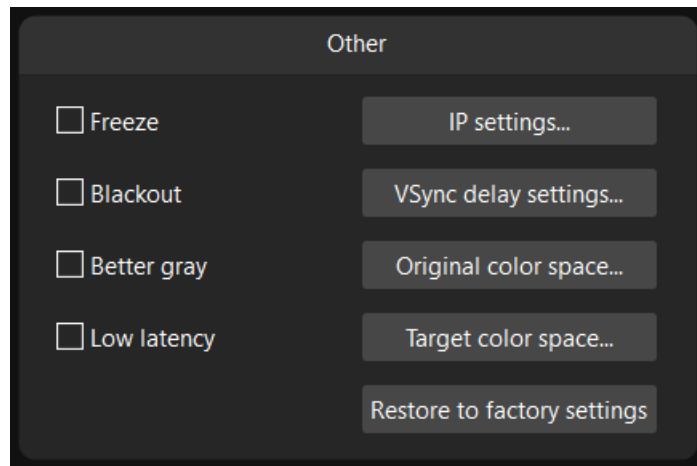 Other
Freeze
IP settings...
Blackout
VSync delay settings...
Better gray
Original color space...
Low latency
Target color space...
Restore to factory settings